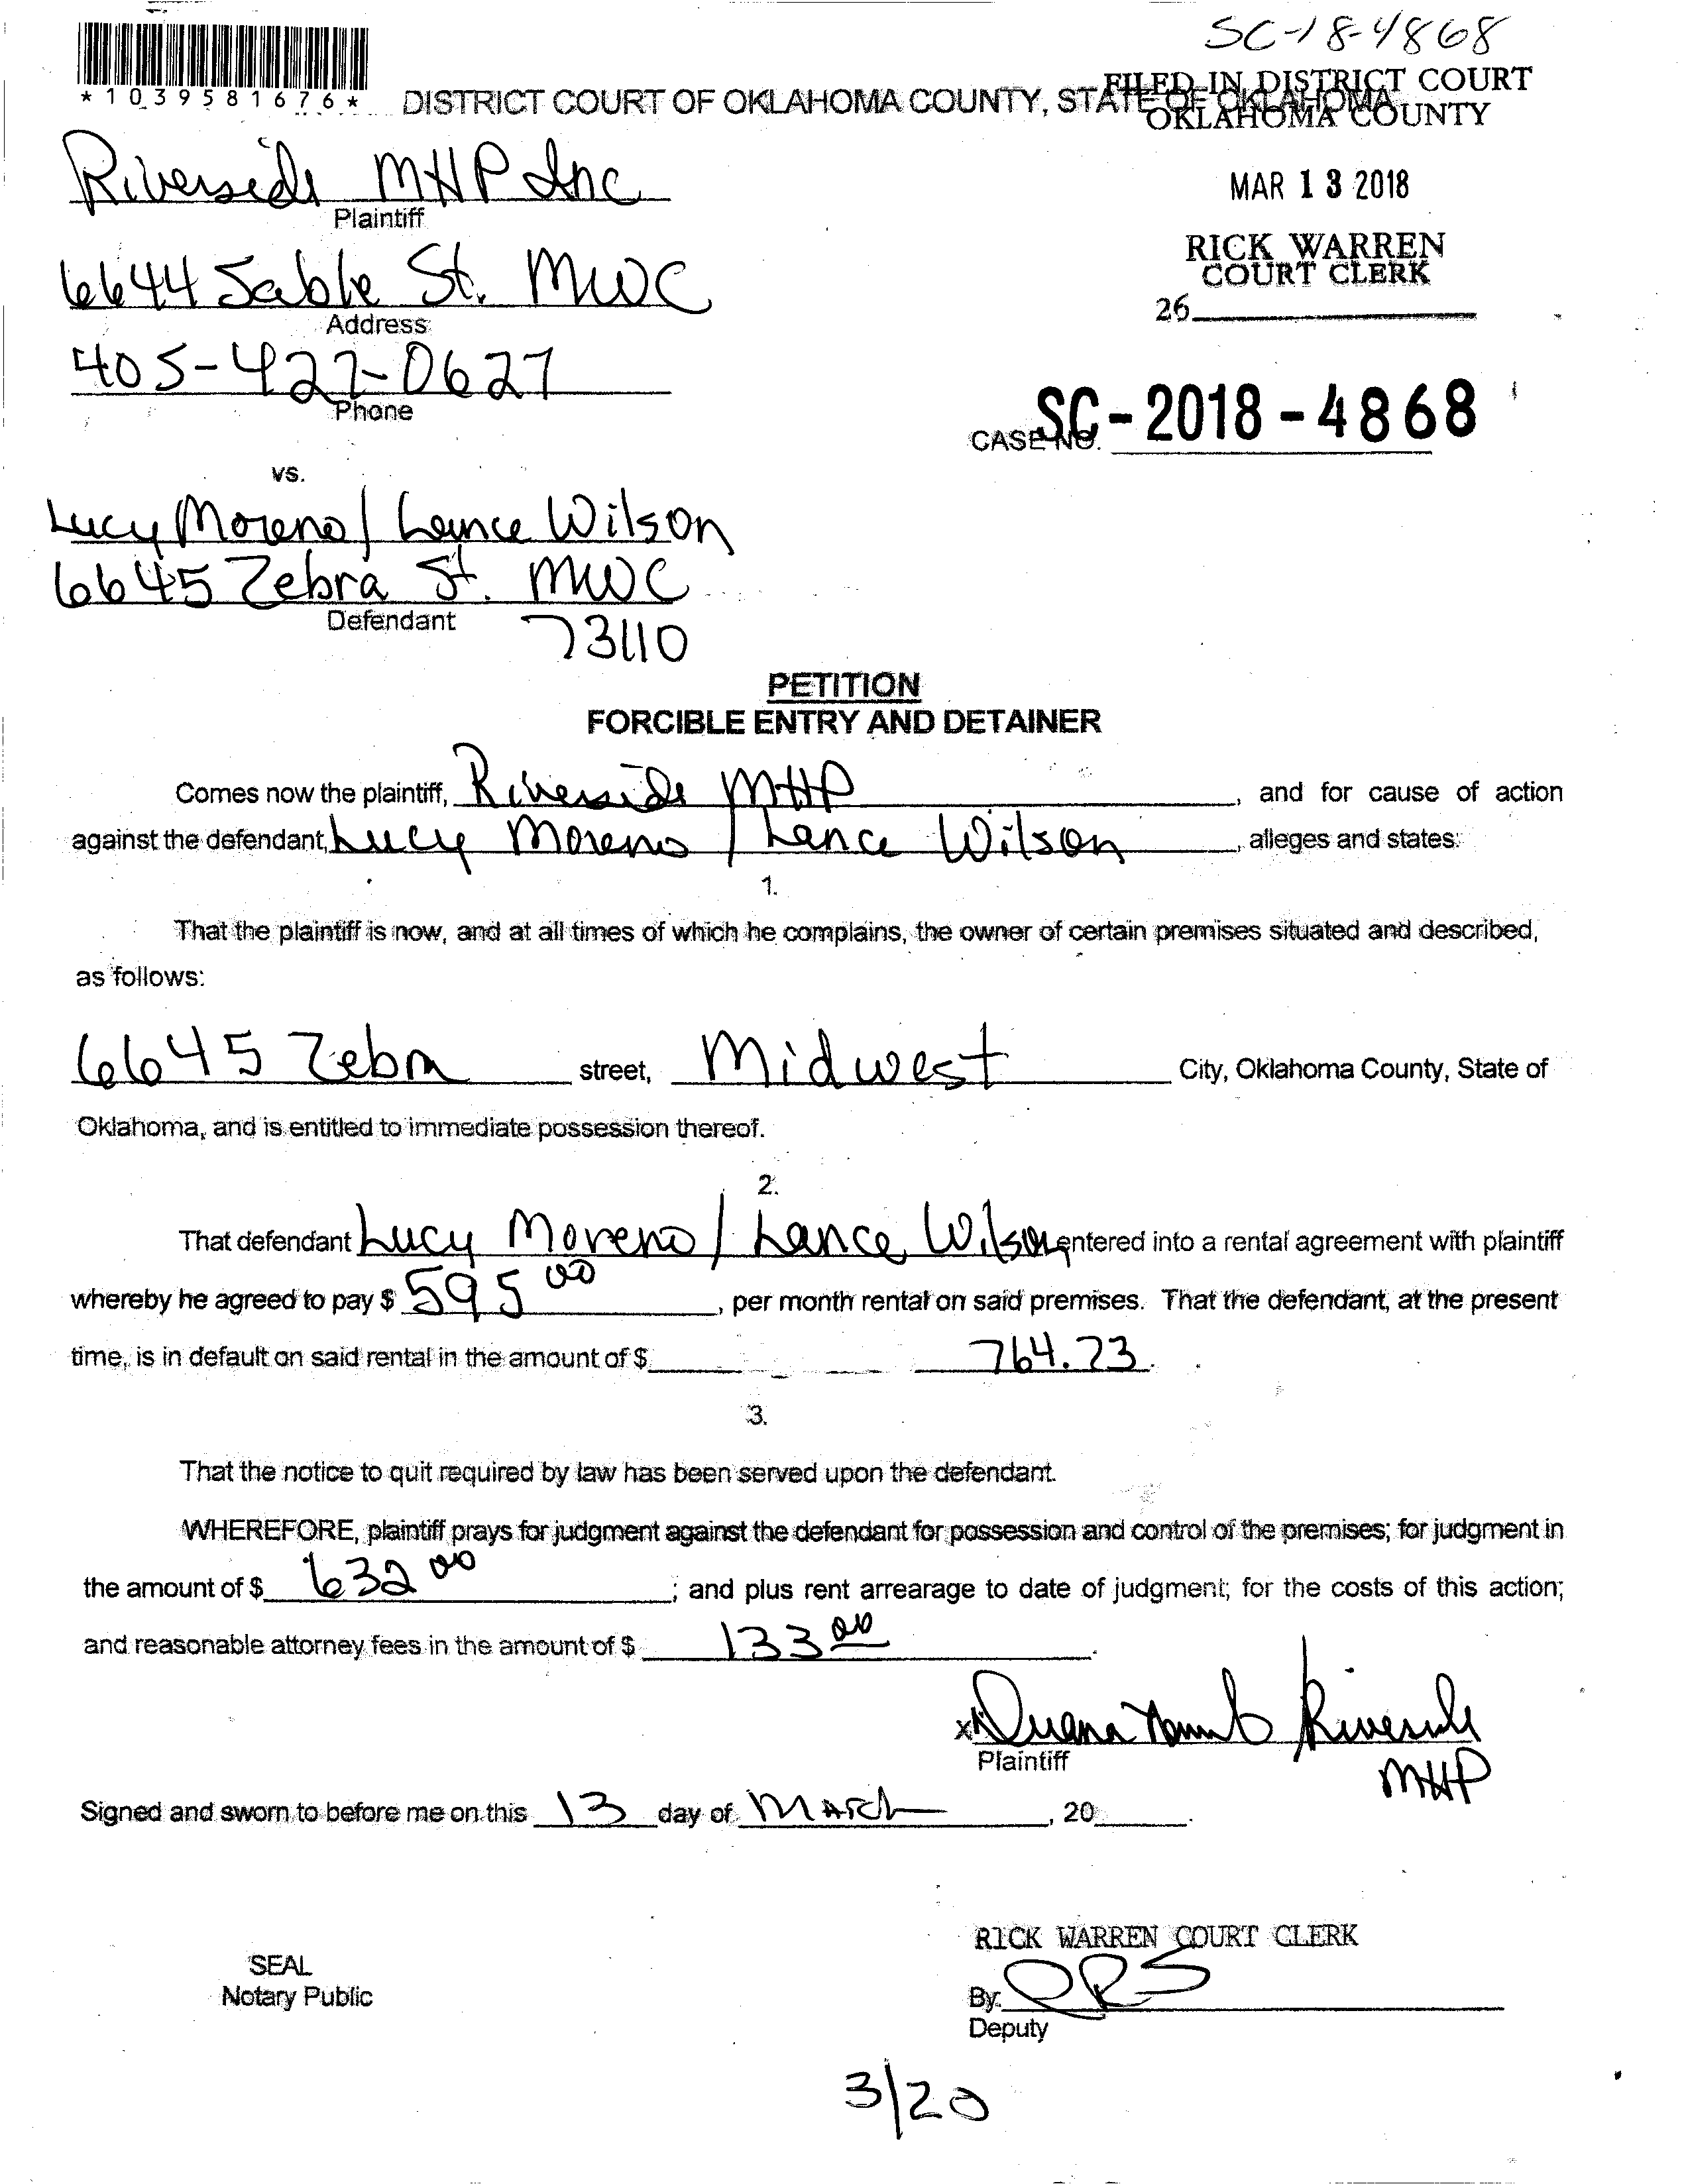 SC-18-4868
*1039581676*
DISTRICT COURT OF OKLAHOMA COUNTY, STATE OF OKLAHOMA
FILED IN DISTRICT COURT
OKLAHOMA COUNTY
MAR 13 2018
RICK WARREN
COURT CLERK
26
Riverside MHP Inc
Plaintiff
6644 Sable St. MWC
Address
405-427-0627
Phone
CASE NO. SC-2018-4868
vs.
Lucy Moreno / Lance Wilson
6645 Zebra St. MWC
Defendant 73110
PETITION
FORCIBLE ENTRY AND DETAINER
Comes now the plaintiff, Riverside MHP, and for cause of action
against the defendant, Lucy Moreno / Lance Wilson, alleges and states:
1.
That the plaintiff is now, and at all times of which he complains, the owner of certain premises situated and described,
as follows:
6645 Zebra street, Midwest City, Oklahoma County, State of
Oklahoma, and is entitled to immediate possession thereof.
2.
That defendant Lucy Moreno / Lance Wilson entered into a rental agreement with plaintiff
whereby he agreed to pay $ 595 00, per month rental on said premises. That the defendant, at the present
time, is in default on said rental in the amount of $ 764.73.
3.
That the notice to quit required by law has been served upon the defendant.
WHEREFORE, plaintiff prays for judgment against the defendant for possession and control of the premises; for judgment in
the amount of $ 632 00; and plus rent arrearage to date of judgment; for the costs of this action;
and reasonable attorney fees in the amount of $ 133 00.
x Riverside
Plaintiff
MHP
Signed and sworn to before me on this 13 day of March, 20___.
RICK WARREN COURT CLERK
SEAL
Notary Public
By:
Deputy
3/20